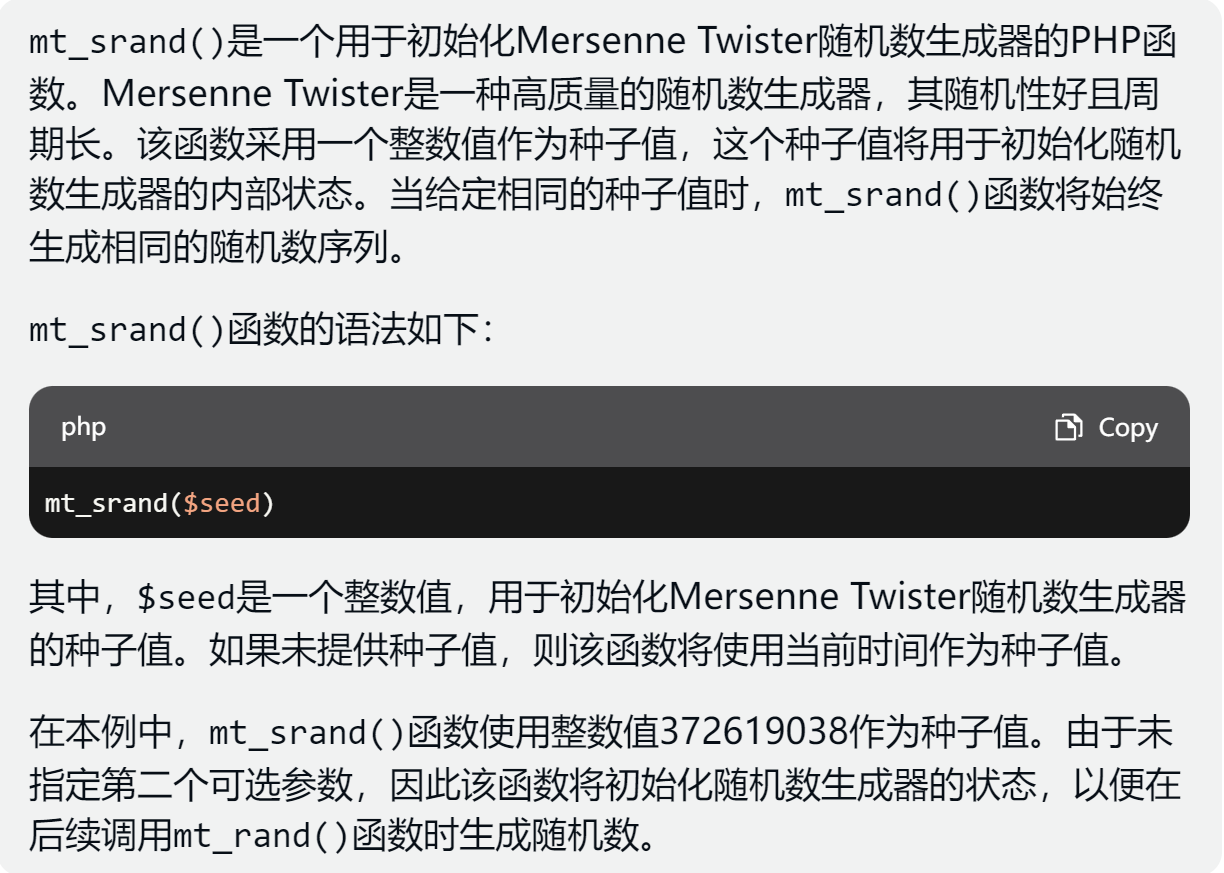 mt_srand()是一个用于初始化Mersenne Twister随机数生成器的PHP函
数。Mersenne Twister是一种高质量的随机数生成器，其随机性好且周
期长。该函数采用一个整数值作为种子值，这个种子值将用于初始化随机
数生成器的内部状态。当给定相同的种子值时，mt_srand()函数将始终
生成相同的随机数序列。
mt_srand()函数的语法如下：
php
Copy
mt_srand($seed)
其中，$seed是一个整数值，用于初始化Mersenne Twister随机数生成器
的种子值。如果未提供种子值，则该函数将使用当前时间作为种子值。
在本例中，mt_srand()函数使用整数值372619038作为种子值。由于未
指定第二个可选参数，因此该函数将初始化随机数生成器的状态，以便在
后续调用mt_rand()函数时生成随机数。